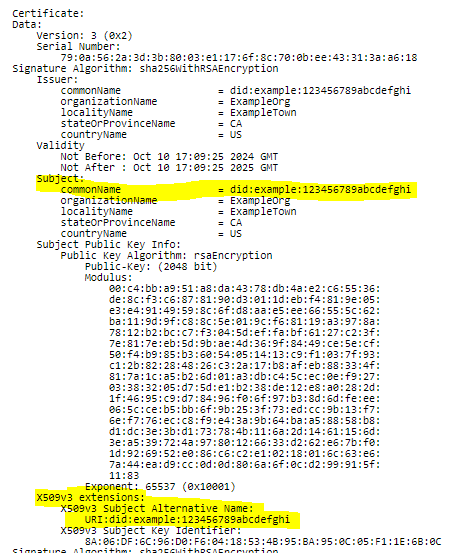 Certificate:
Data:
Version: 3 (0x2)
Serial Number:
79:0a:56:2a:3d:3b:80:03:e1:17:6f:8c:70:0b:ee:43:31:3a:a6:18
Signature Algorithm: sha256WithRSAEncryption
Issuer:
commonName = did:example:123456789abcdefghi
organizationName = ExampleOrg
localityName = ExampleTown
stateOrProvinceName = CA
countryName = US
Validity
Not Before: Oct 10 17:09:25 2024 GMT
Not After : Oct 10 17:09:25 2025 GMT
Subject:
commonName = did:example:123456789abcdefghi
organizationName = ExampleOrg
localityName = ExampleTown
stateOrProvinceName = CA
countryName = US
Subject Public Key Info:
Public Key Algorithm: rsaEncryption
Public-Key: (2048 bit)
Modulus:
00:c4:bb:a9:51:a8:da:43:78:db:4a:e2:c6:55:36:
de:8c:f3:c6:87:81:90:d3:01:1d:eb:f4:81:9e:05:
e3:e4:91:49:59:8c:6f:d8:aa:e5:ee:66:55:5c:62:
ba:11:9d:9f:c8:8c:5e:01:9c:f6:81:19:a3:97:8a:
78:12:b2:bc:c7:f3:04:5d:ef:fa:bf:61:27:c2:3f:
7e:81:7e:eb:5d:9b:ae:4d:36:9f:84:49:ce:5e:cf:
50:f4:b9:85:b3:60:54:05:14:13:c9:f1:03:7f:93:
c1:2b:82:28:48:26:c3:2a:17:b8:af:eb:88:33:4f:
81:7a:1c:a5:b2:6d:01:a3:db:c4:5c:ec:0e:f9:27:
03:38:32:05:d7:5d:e1:b2:38:de:12:e8:a0:28:2d:
1f:46:95:c9:d7:84:96:f0:6f:97:b3:8d:6d:fe:ee:
06:5c:ce:b5:bb:6f:9b:25:3f:73:ed:cc:9b:13:f7:
6e:f7:76:ec:c8:f9:e4:3a:9b:64:ba:a5:88:58:b8:
d1:dc:3e:3b:d1:73:78:4b:11:6a:2d:14:61:15:6d:
3e:a5:39:72:4a:97:80:12:66:33:d2:62:e6:7b:f0:
1d:92:69:52:e0:86:c6:c2:e1:02:18:01:6c:63:e6:
7a:44:ea:d9:cc:0d:0d:80:6a:6f:0c:d2:99:91:5f:
11:83
Exponent: 65537 (0x10001)
X509v3 extensions:
X509v3 Subject Alternative Name:
URI:did:example:123456789abcdefghi
X509v3 Subject Key Identifier:
8A:06:DF:6C:96:D0:F6:04:18:53:4B:95:BA:95:0C:05:F1:1E:6B:0C
Signature Algorithm: sha256WithRSAEncryption